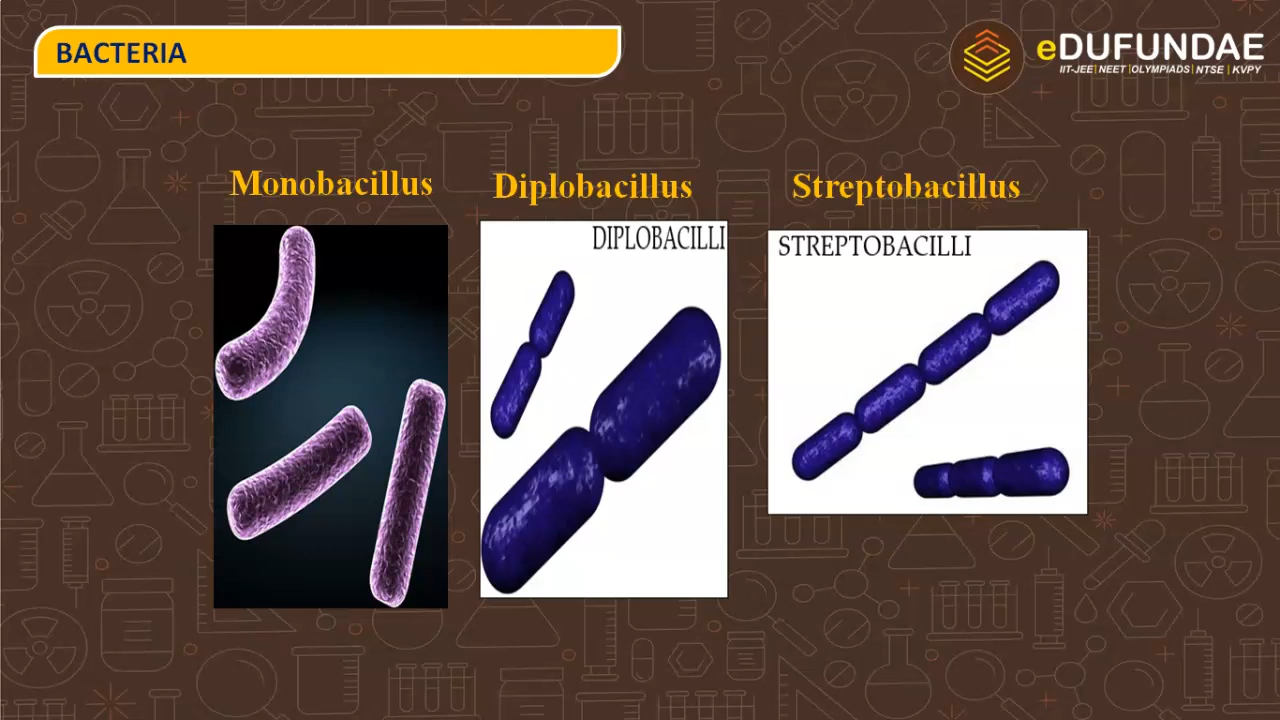 BACTERIA
eDUFUNDAE
IIT-JEE| NEET |OLYMPIADS| NTSE | KVPY
Monobacillus
Diplobacillus
Streptobacillus
DIPLOBACILLI
STREPTOBACILLI